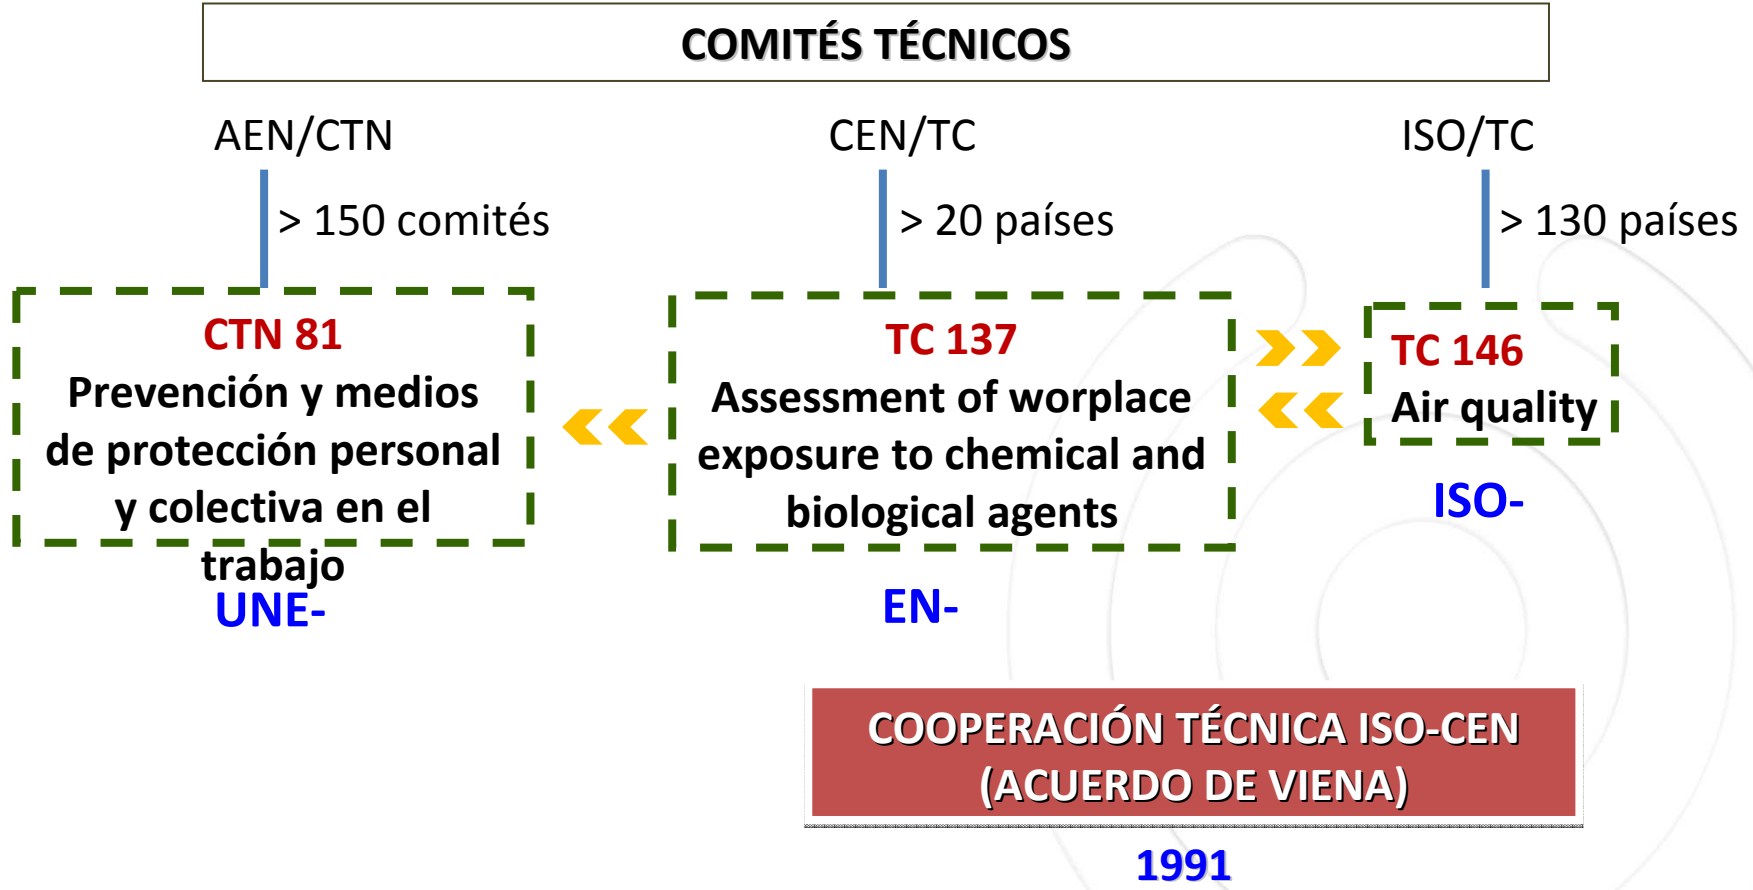 COMITÉS TÉCNICOS
AEN/CTN
> 150 comités
CTN 81
Prevención y medios
de protección personal
y colectiva en el
trabajo
UNE-
CEN/TC
> 20 países
TC 137
Assessment of worplace
exposure to chemical and
biological agents
EN-
ISO/TC
> 130 países
TC 146
Air quality
ISO-
COOPERACIÓN TÉCNICA ISO-CEN
(ACUERDO DE VIENA)
1991